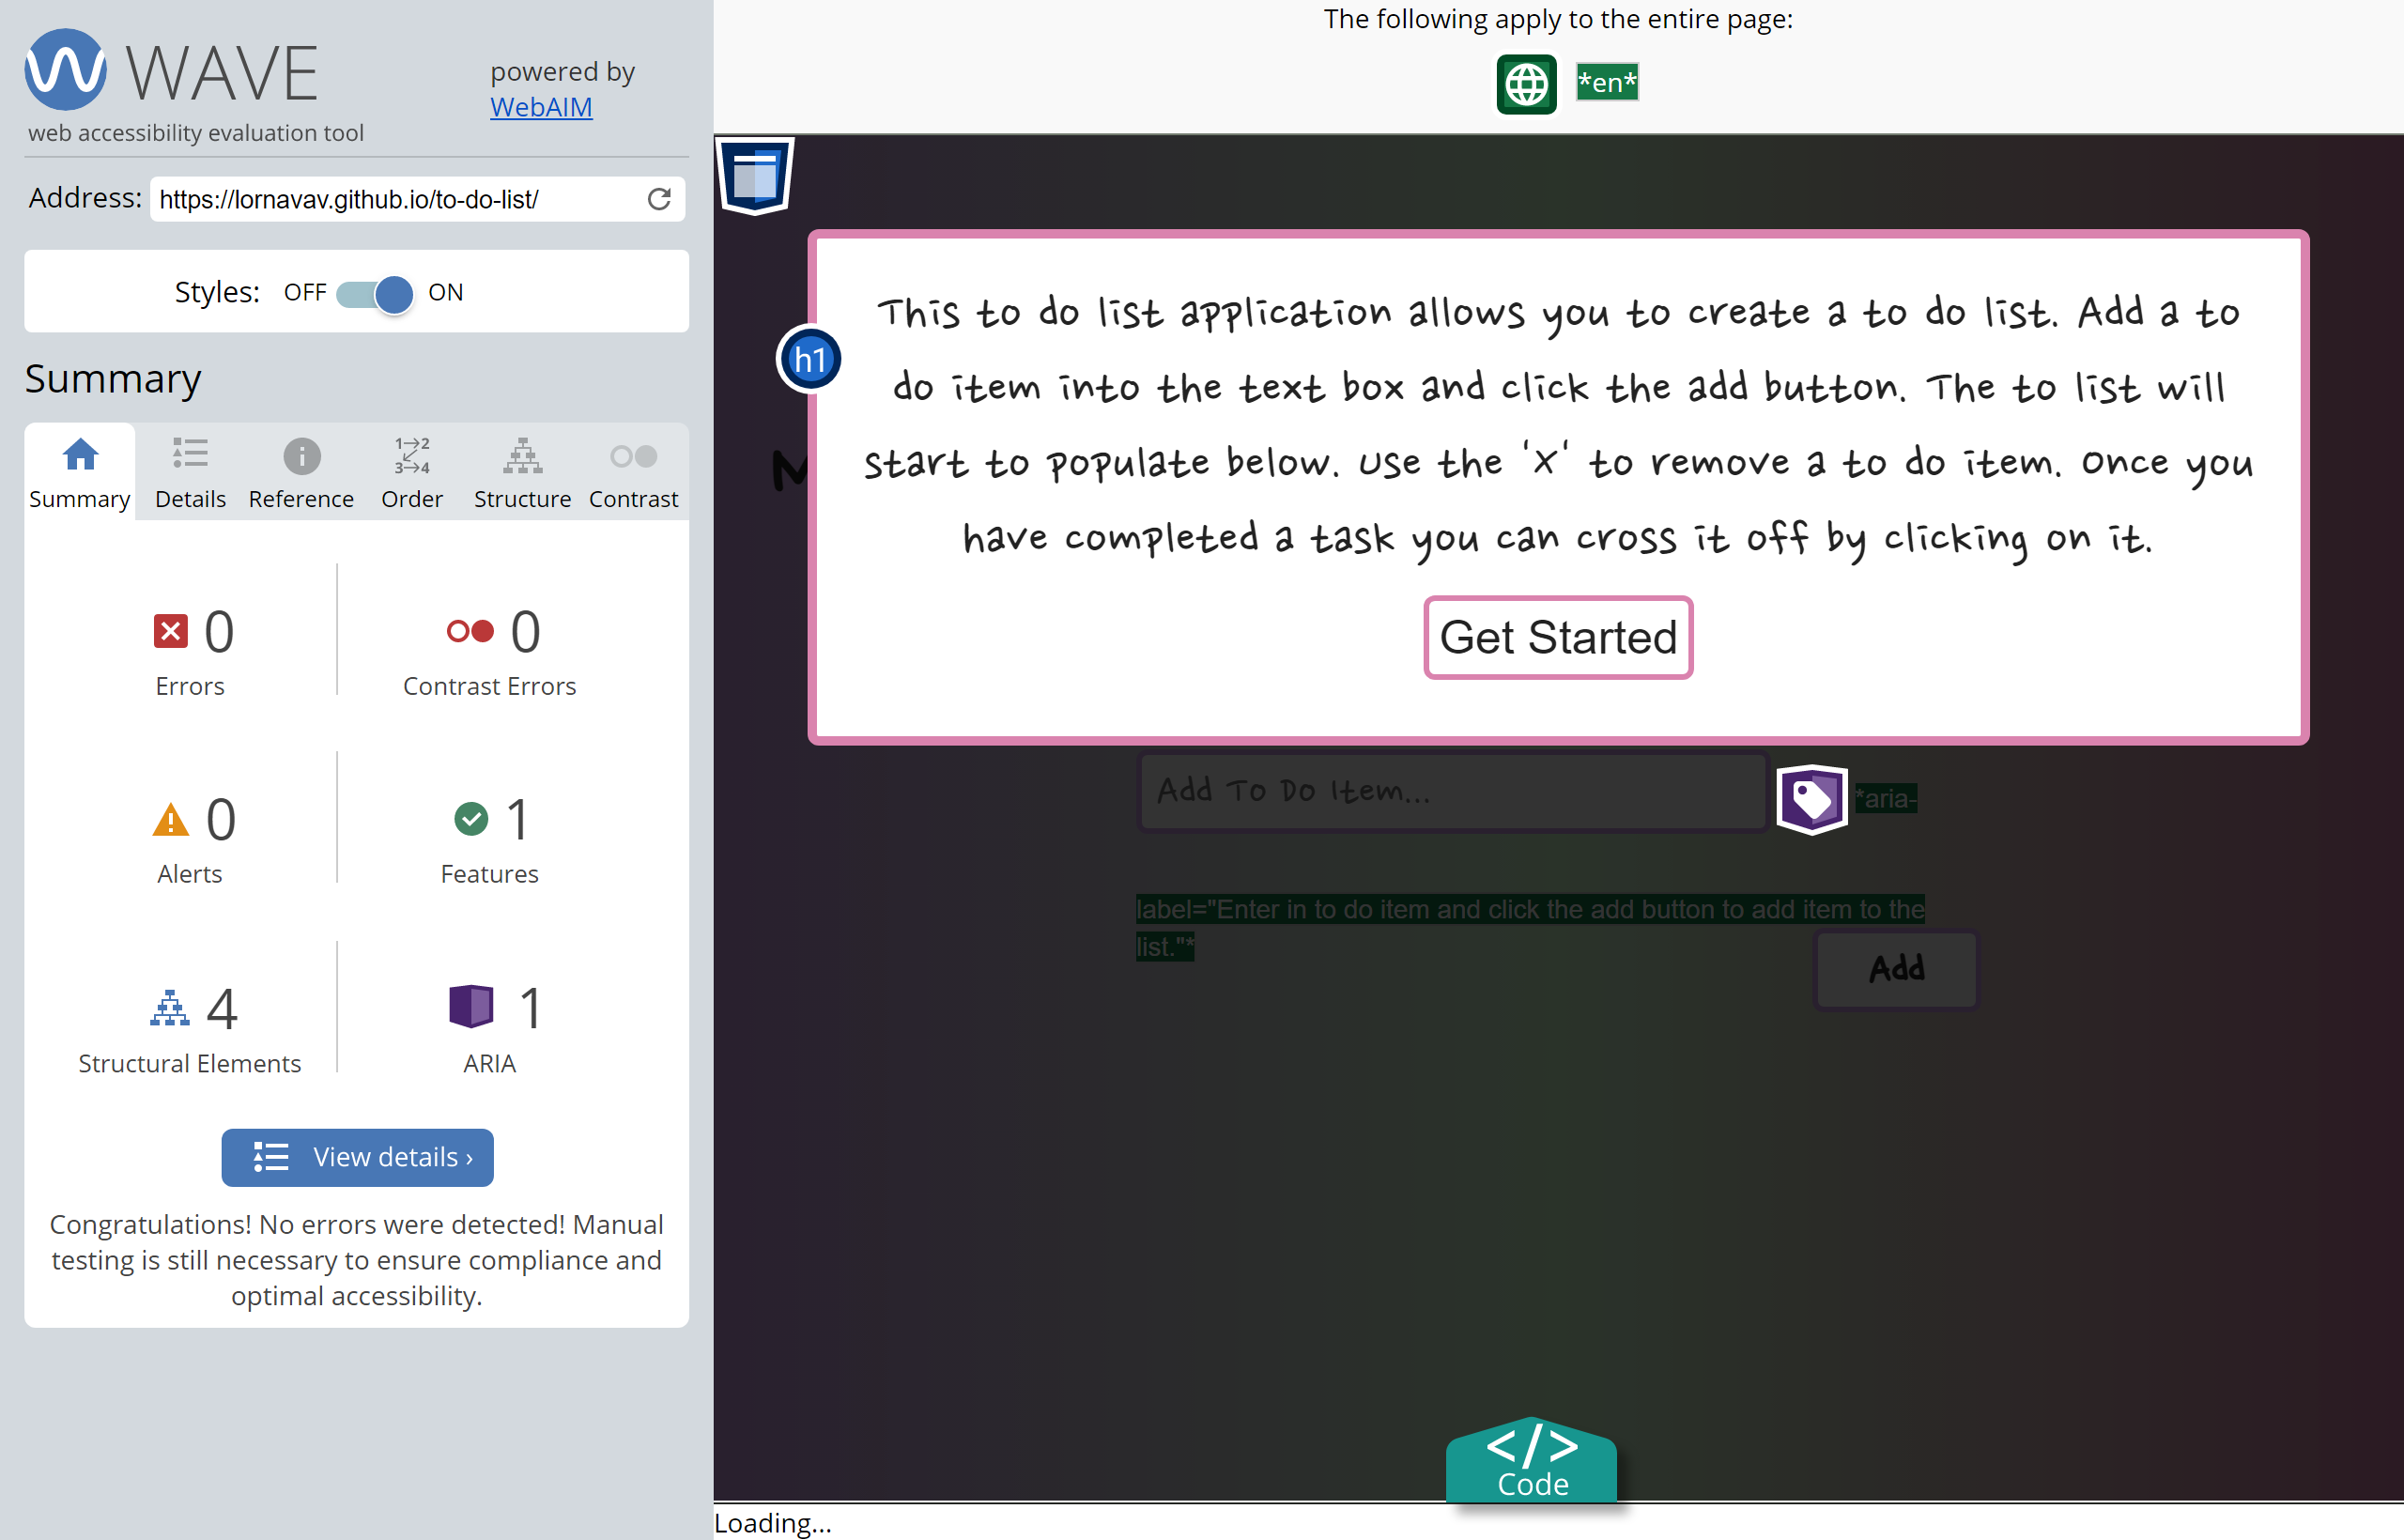 WAVE
powered by
WebAIM
web accessibility evaluation tool
Address: https://lornavav.github.io/to-do-list/
Styles: OFF ON
Summary
1→2
3→4
Summary Details Reference Order Structure Contrast
0 0
Errors Contrast Errors
0 1
Alerts Features
4 1
Structural Elements ARIA
View details ›
Congratulations! No errors were detected! Manual
testing is still necessary to ensure compliance and
optimal accessibility.
The following apply to the entire page:
*en*
This to do list application allows you to create a to do list. Add a to
h1
do item into the text box and click the add button. The to list will
M
start to populate below. Use the 'X' to remove a to do item. Once you
have completed a task you can cross it off by clicking on it.
Get Started
Add To Do Item...
*aria-
label="Enter in to do item and click the add button to add item to the
list."*
Add
</>
Code
Loading...